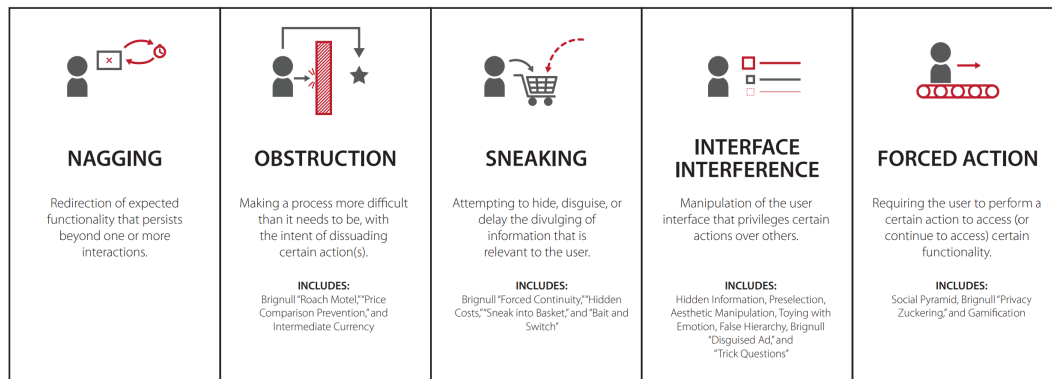 NAGGING
Redirection of expected
functionality that persists
beyond one or more
interactions.
OBSTRUCTION
Making a process more difficult
than it needs to be, with
the intent of dissuading
certain action(s).
INCLUDES:
Brignull “Roach Motel,” “Price
Comparison Prevention,” and
Intermediate Currency
SNEAKING
Attempting to hide, disguise, or
delay the divulging of
information that is
relevant to the user.
INCLUDES:
Brignull “Forced Continuity,” “Hidden
Costs,” “Sneak into Basket,” and “Bait and
Switch”
INTERFACE
INTERFERENCE
Manipulation of the user
interface that privileges certain
actions over others.
INCLUDES:
Hidden Information, Preselection,
Aesthetic Manipulation, Toying with
Emotion, False Hierarchy, Brignull
“Disguised Ad,” and
“Trick Questions”
FORCED ACTION
Requiring the user to perform a
certain action to access (or
continue to access) certain
functionality.
INCLUDES:
Social Pyramid, Brignull “Privacy
Zuckering,” and Gamification